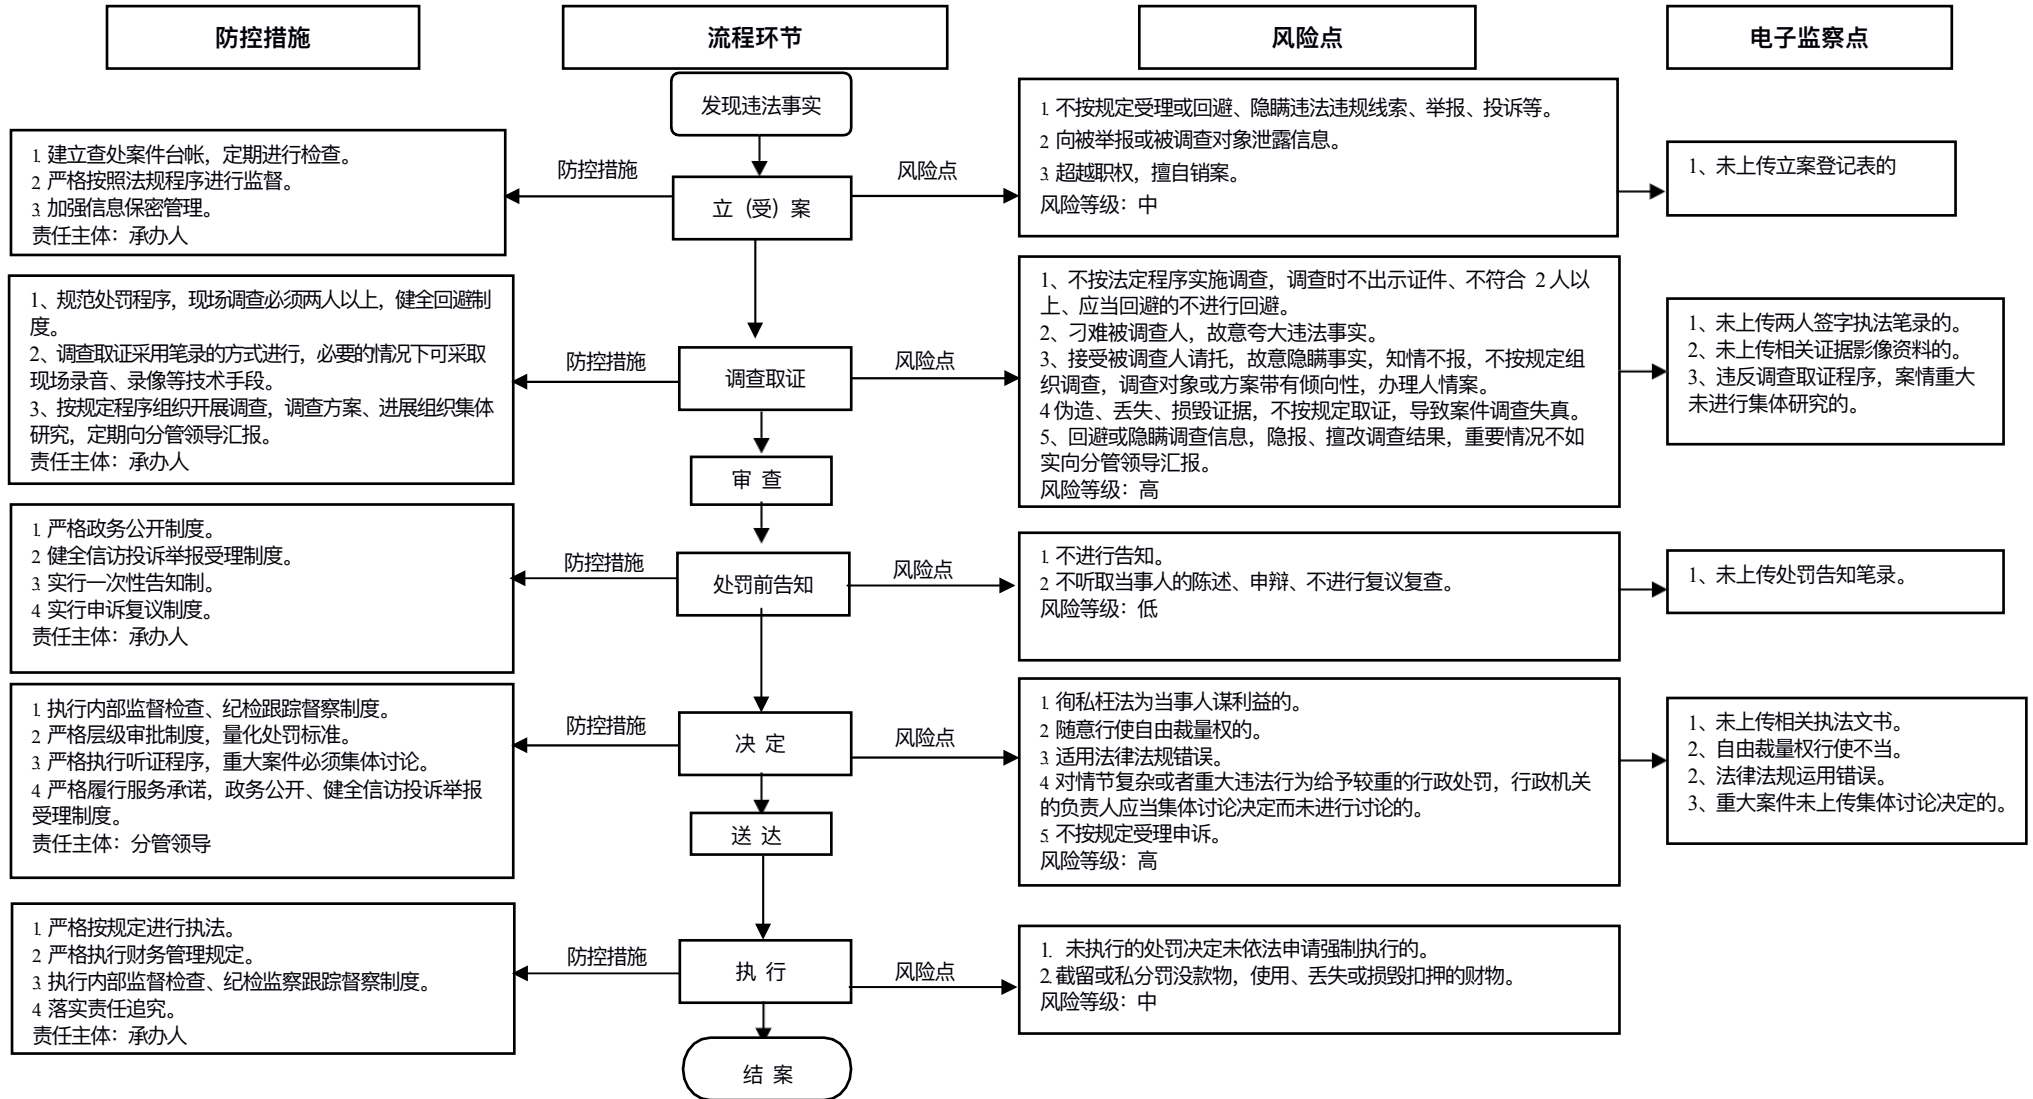 防控措施
流程环节
风险点
电子监察点
发现违法事实
1. 建立查处案件台帐，定期进行检查。
2. 严格按照法规程序进行监督。
3. 加强信息保密管理。
责任主体：承办人
防控措施
立（受）案
风险点
1. 不按规定受理或回避、隐瞒违法违规线索、举报、投诉等。
2. 向被举报或被调查对象泄露信息。
3. 超越职权，擅自销案。
风险等级：中
1、未上传立案登记表的
1、规范处罚程序，现场调查必须两人以上，健全回避制
度。
2、调查取证采用笔录的方式进行，必要的情况下可采取
现场录音、录像等技术手段。
3、按规定程序组织开展调查，调查方案、进展组织集体
研究，定期向分管领导汇报。
责任主体：承办人
防控措施
调查取证
风险点
1、不按法定程序实施调查，调查时不出示证件、不符合 2 人以
上、应当回避的不进行回避。
2、刁难被调查人，故意夸大违法事实。
3、接受被调查人请托，故意隐瞒事实，知情不报，不按规定组
织调查，调查对象或方案带有倾向性，办理人情案。
4 伪造、丢失、损毁证据，不按规定取证，导致案件调查失真。
5、回避或隐瞒调查信息，隐报、擅改调查结果，重要情况不如
实向分管领导汇报。
风险等级：高
1、未上传两人签字执法笔录的。
2、未上传相关证据影像资料的。
3、违反调查取证程序，案情重大
未进行集体研究的。
审 查
1. 严格政务公开制度。
2. 健全信访投诉举报受理制度。
3. 实行一次性告知制。
4. 实行申诉复议制度。
责任主体：承办人
防控措施
处罚前告知
风险点
1. 不进行告知。
2. 不听取当事人的陈述、申辩、不进行复议复查。
风险等级：低
1、未上传处罚告知笔录。
1. 执行内部监督检查、纪检跟踪督察制度。
2. 严格层级审批制度，量化处罚标准。
3. 严格执行听证程序，重大案件必须集体讨论。
4. 严格履行服务承诺，政务公开、健全信访投诉举报
受理制度。
责任主体：分管领导
防控措施
决 定
风险点
1. 徇私枉法为当事人谋利益的。
2. 随意行使自由裁量权的。
3. 适用法律法规错误。
4. 对情节复杂或者重大违法行为给予较重的行政处罚，行政机关
的负责人应当集体讨论决定而未进行讨论的。
5. 不按规定受理申诉。
风险等级：高
1、未上传相关执法文书。
2、自由裁量权行使不当。
2、法律法规运用错误。
3、重大案件未上传集体讨论决定的。
送 达
1. 严格按规定进行执法。
2. 严格执行财务管理规定。
3. 执行内部监督检查、纪检监察跟踪督察制度。
4. 落实责任追究。
责任主体：承办人
防控措施
执 行
风险点
1. 未执行的处罚决定未依法申请强制执行的。
2. 截留或私分罚没款物，使用、丢失或损毁扣押的财物。
风险等级：中
结 案